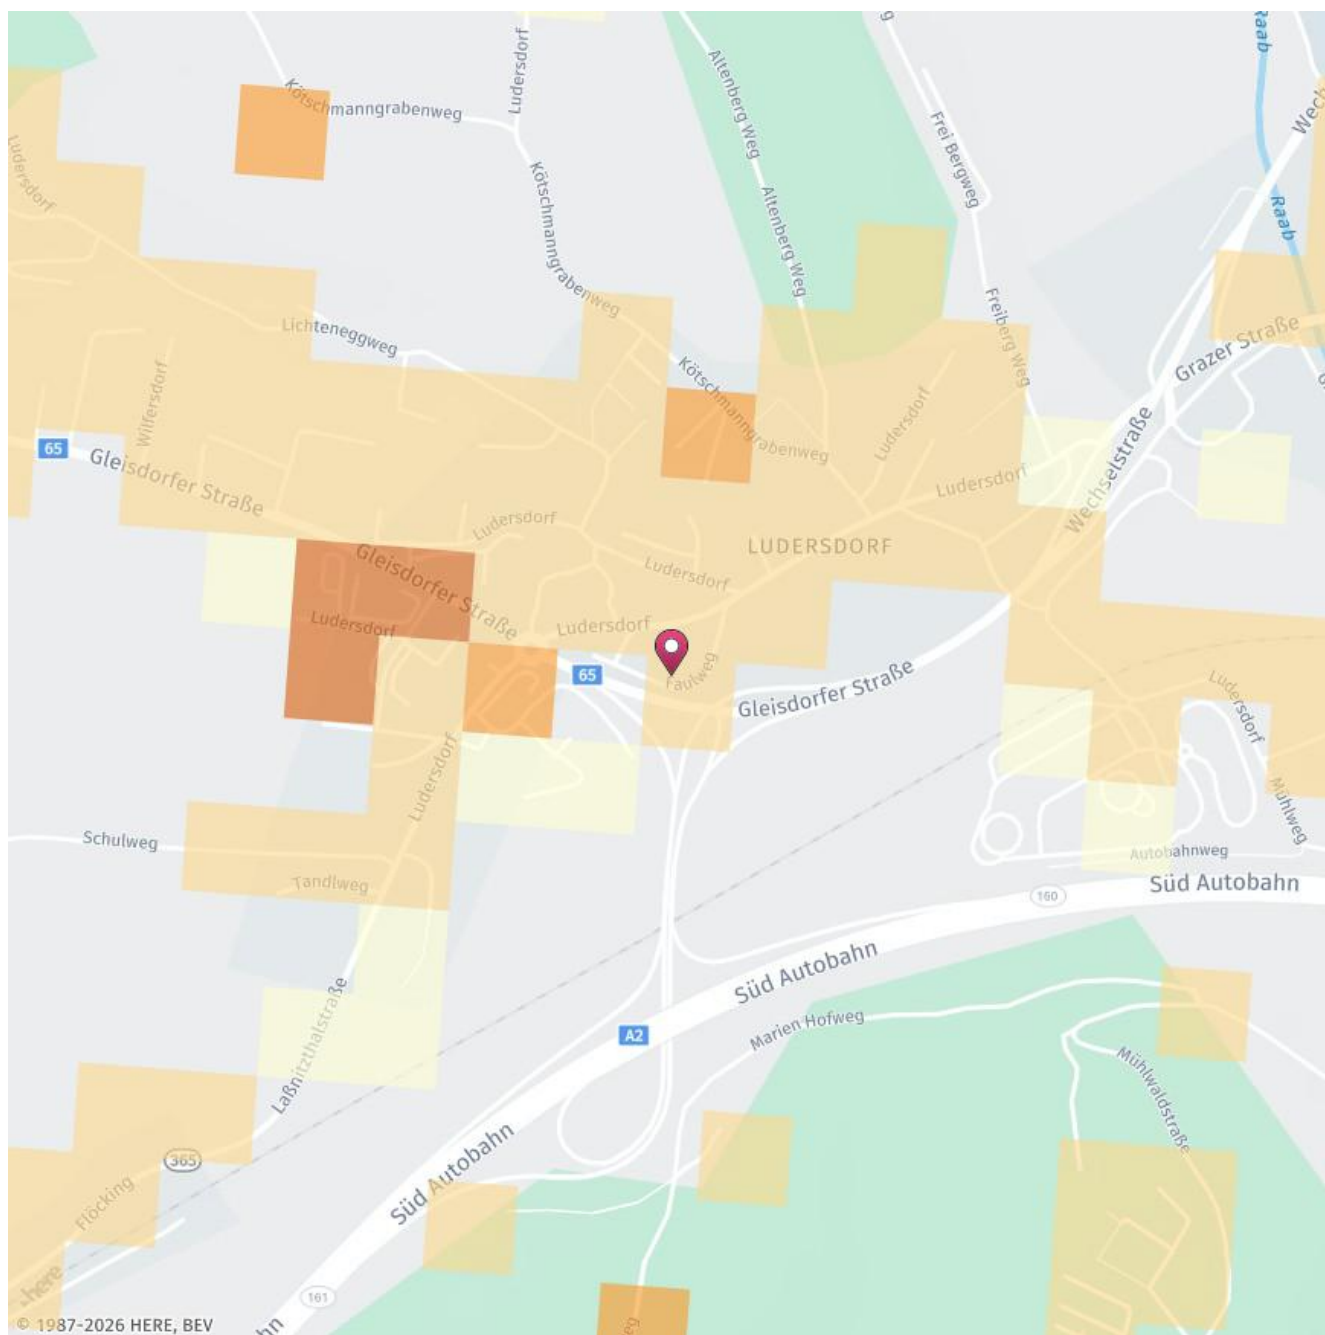 Raab
Ludersdorf
Kötschmanngrabenweg
Altenberg Weg
Frei Bergweg
Wech
Ludersdorf
Kötschmanngrabenweg
Altenberg Weg
Raab
Lichteneggweg
Freiberg Weg
Grazer Straße
Wilfersdorf
Kötschmanngrabenweg
Ludersdorf
65
Gleisdorfer Straße
Wechselstraße
Ludersdorf
Ludersdorf
LUDERSDORF
Gleisdorfer Straße
Ludersdorf
Ludersdorf
Ludersdorf
65
Faulweg
Gleisdorfer Straße
Ludersdorf
Ludersdorf
Mühlweg
Schulweg
Autobahnweg
Tandlweg
Süd Autobahn
160
Süd Autobahn
Laßnitzthalstraße
A2
Marien Hofweg
Mühlwaldstraße
365
Süd Autobahn
Flöcking
here
161
© 1987-2026 HERE, BEV